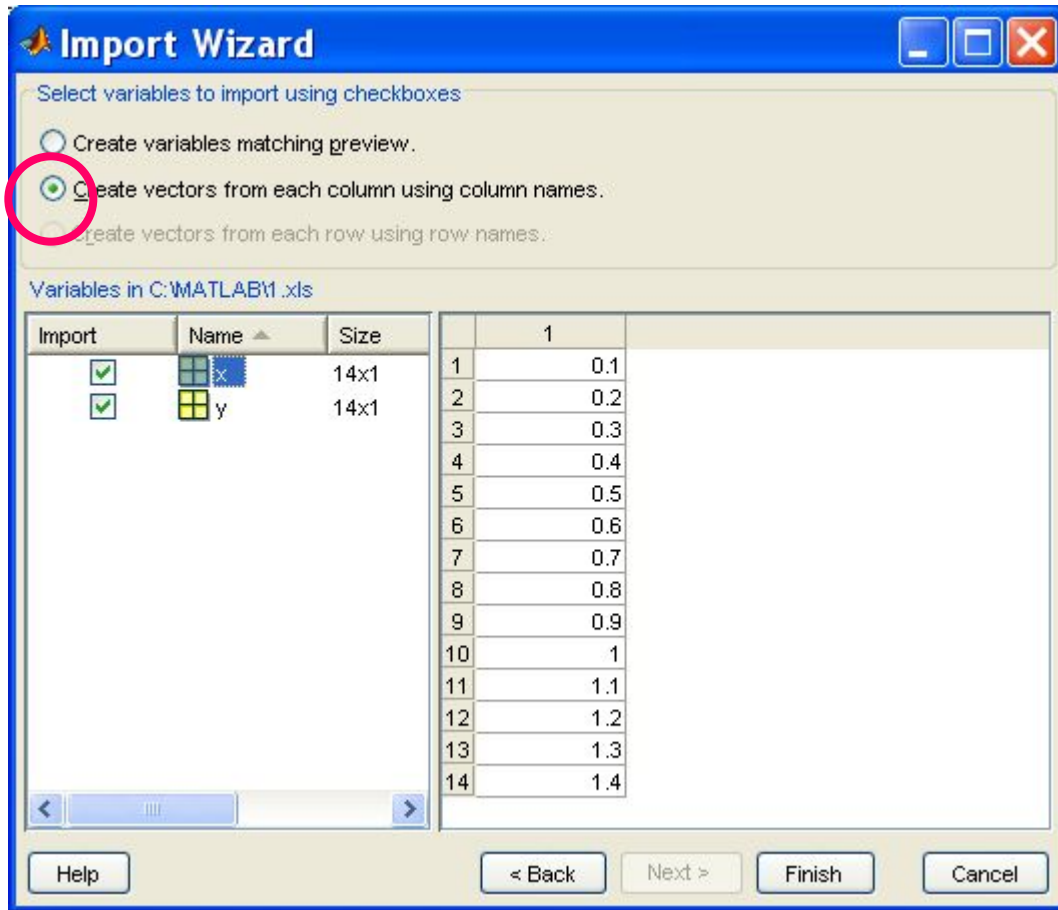 Import Wizard
Select variables to import using checkboxes
Create variables matching preview.
Create vectors from each column using column names.
Create vectors from each row using row names.
Variables in C:\MATLAB\1.xls
Import Name Size
x 14x1
y 14x1
1
1 0.1
2 0.2
3 0.3
4 0.4
5 0.5
6 0.6
7 0.7
8 0.8
9 0.9
10 1
11 1.1
12 1.2
13 1.3
14 1.4
Help < Back Next > Finish Cancel